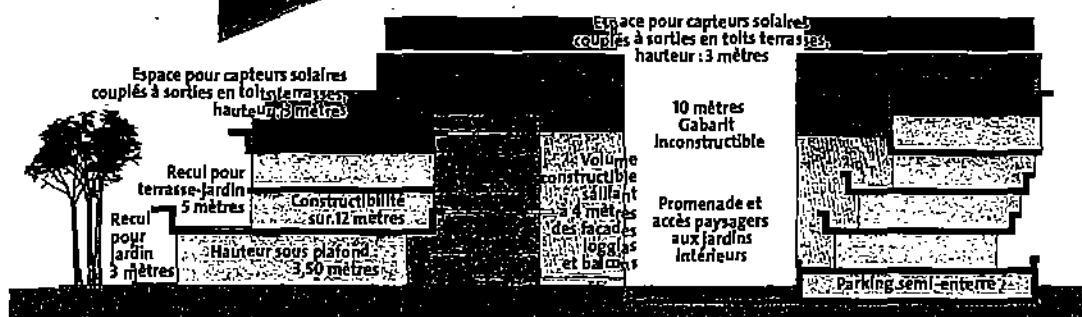 Espace pour capteurs solaires
couplés à sorties en toits terrasses,
hauteur : 3 mètres
Espace pour capteurs solaires
couplés à sorties en toits terrasses,
hauteur : 3 mètres
10 mètres
Gabarit
inconstructible
Recul pour
terrasse-jardin
5 mètres
Constructibilité
sur 12 mètres
Volume
constructible
saillant
à 4 mètres
des façades
loggias
et balcons
Promenade et
accès paysagers
aux jardins
intérieurs
Recul
pour
jardin
3 mètres
Hauteur sous plafond
3,50 mètres
Parking semi-enterré